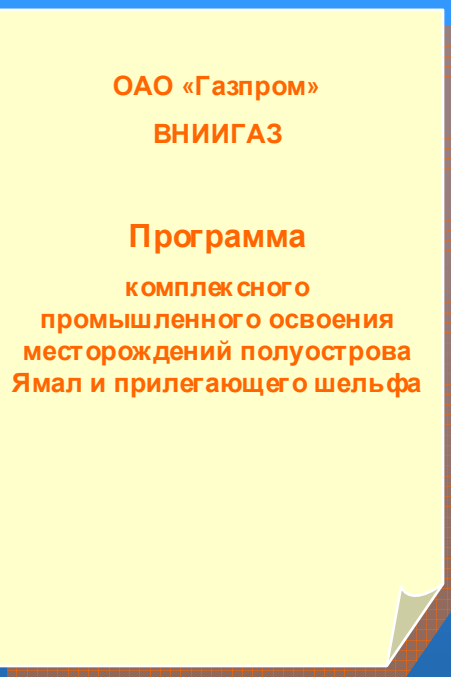 ОАО «Газпром»
ВНИИГАЗ
Программа
комплексного
промышленного освоения
месторождений полуострова
Ямал и прилегающего шельфа